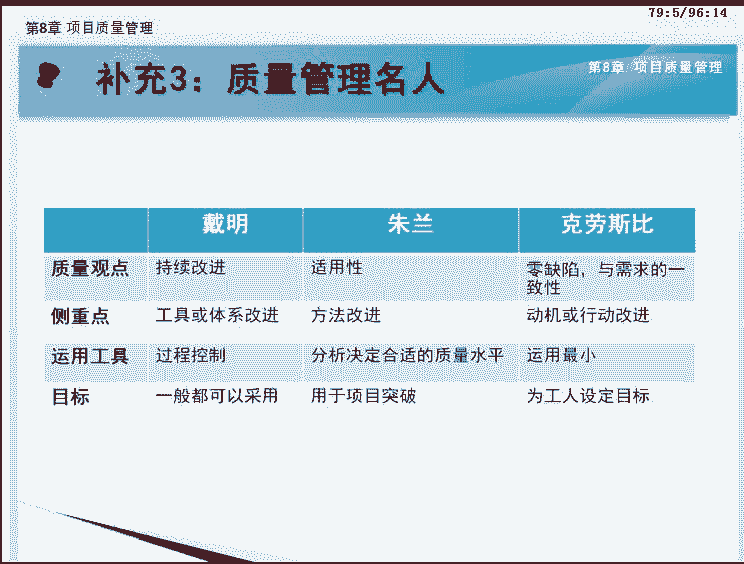 79:5/96:14
第8章 项目质量管理
补充3：质量管理名人
第8章 项目质量管理
戴明 朱兰 克劳斯比
质量观点 持续改进 适用性 零缺陷，与需求的一
致性
侧重点 工具或体系改进 方法改进 动机或行动改进
运用工具 过程控制 分析决定合适的质量水平 运用最小
目标 一般都可以采用 用于项目突破 为工人设定目标